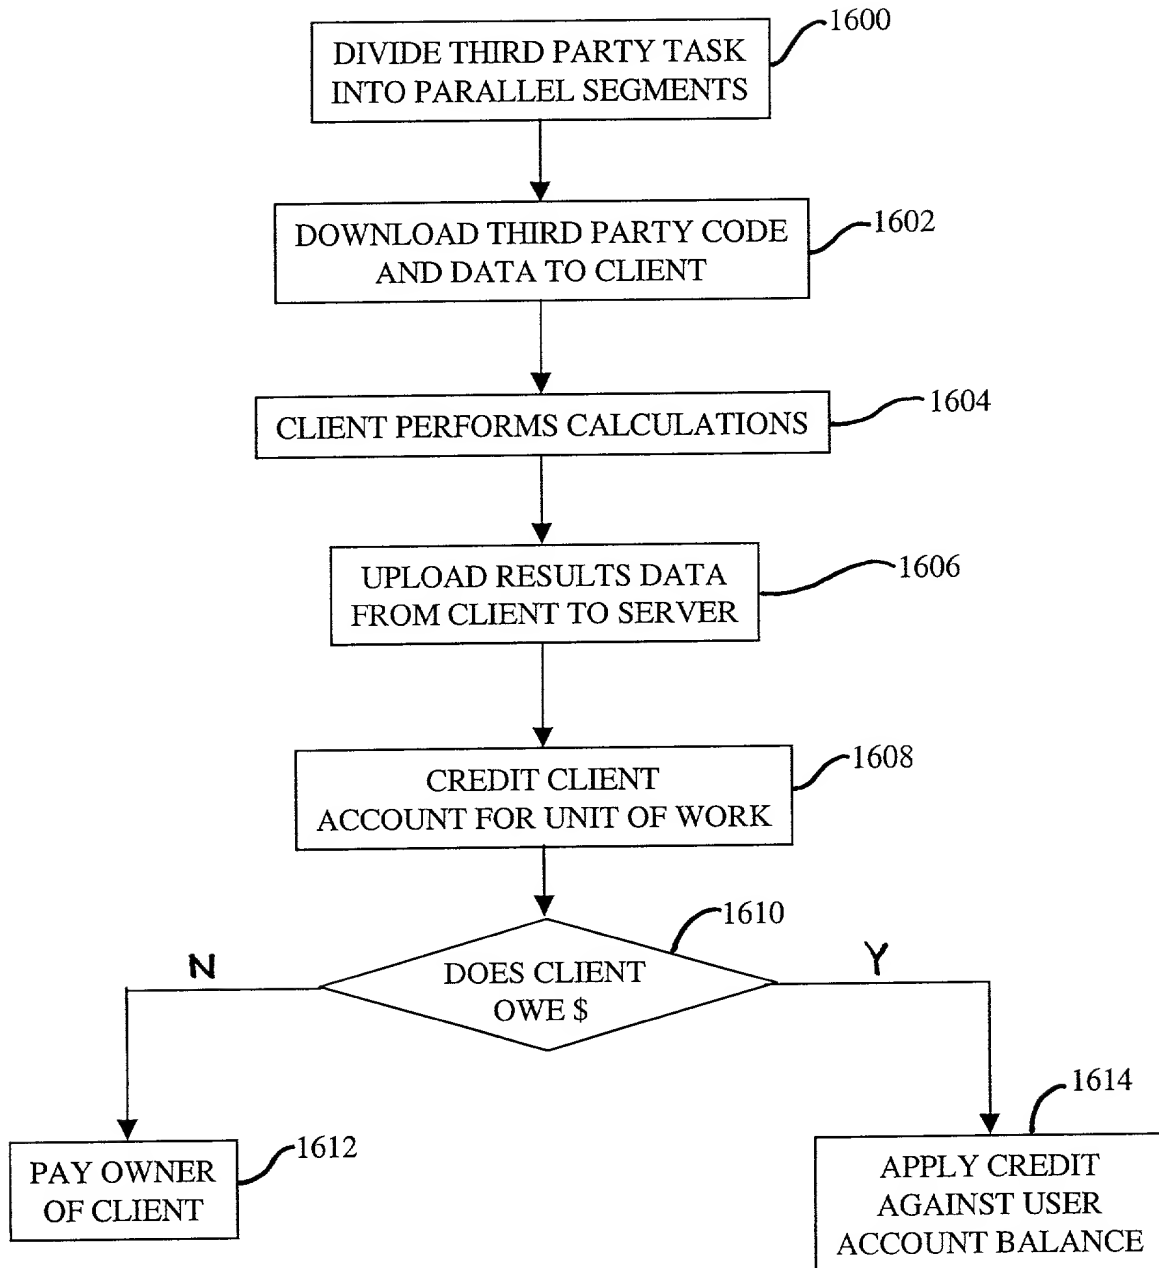 1600
DIVIDE THIRD PARTY TASK
INTO PARALLEL SEGMENTS
1602
DOWNLOAD THIRD PARTY CODE
AND DATA TO CLIENT
1604
CLIENT PERFORMS CALCULATIONS
1606
UPLOAD RESULTS DATA
FROM CLIENT TO SERVER
1608
CREDIT CLIENT
ACCOUNT FOR UNIT OF WORK
1610
N
Y
DOES CLIENT
OWE $
1612
PAY OWNER
OF CLIENT
1614
APPLY CREDIT
AGAINST USER
ACCOUNT BALANCE